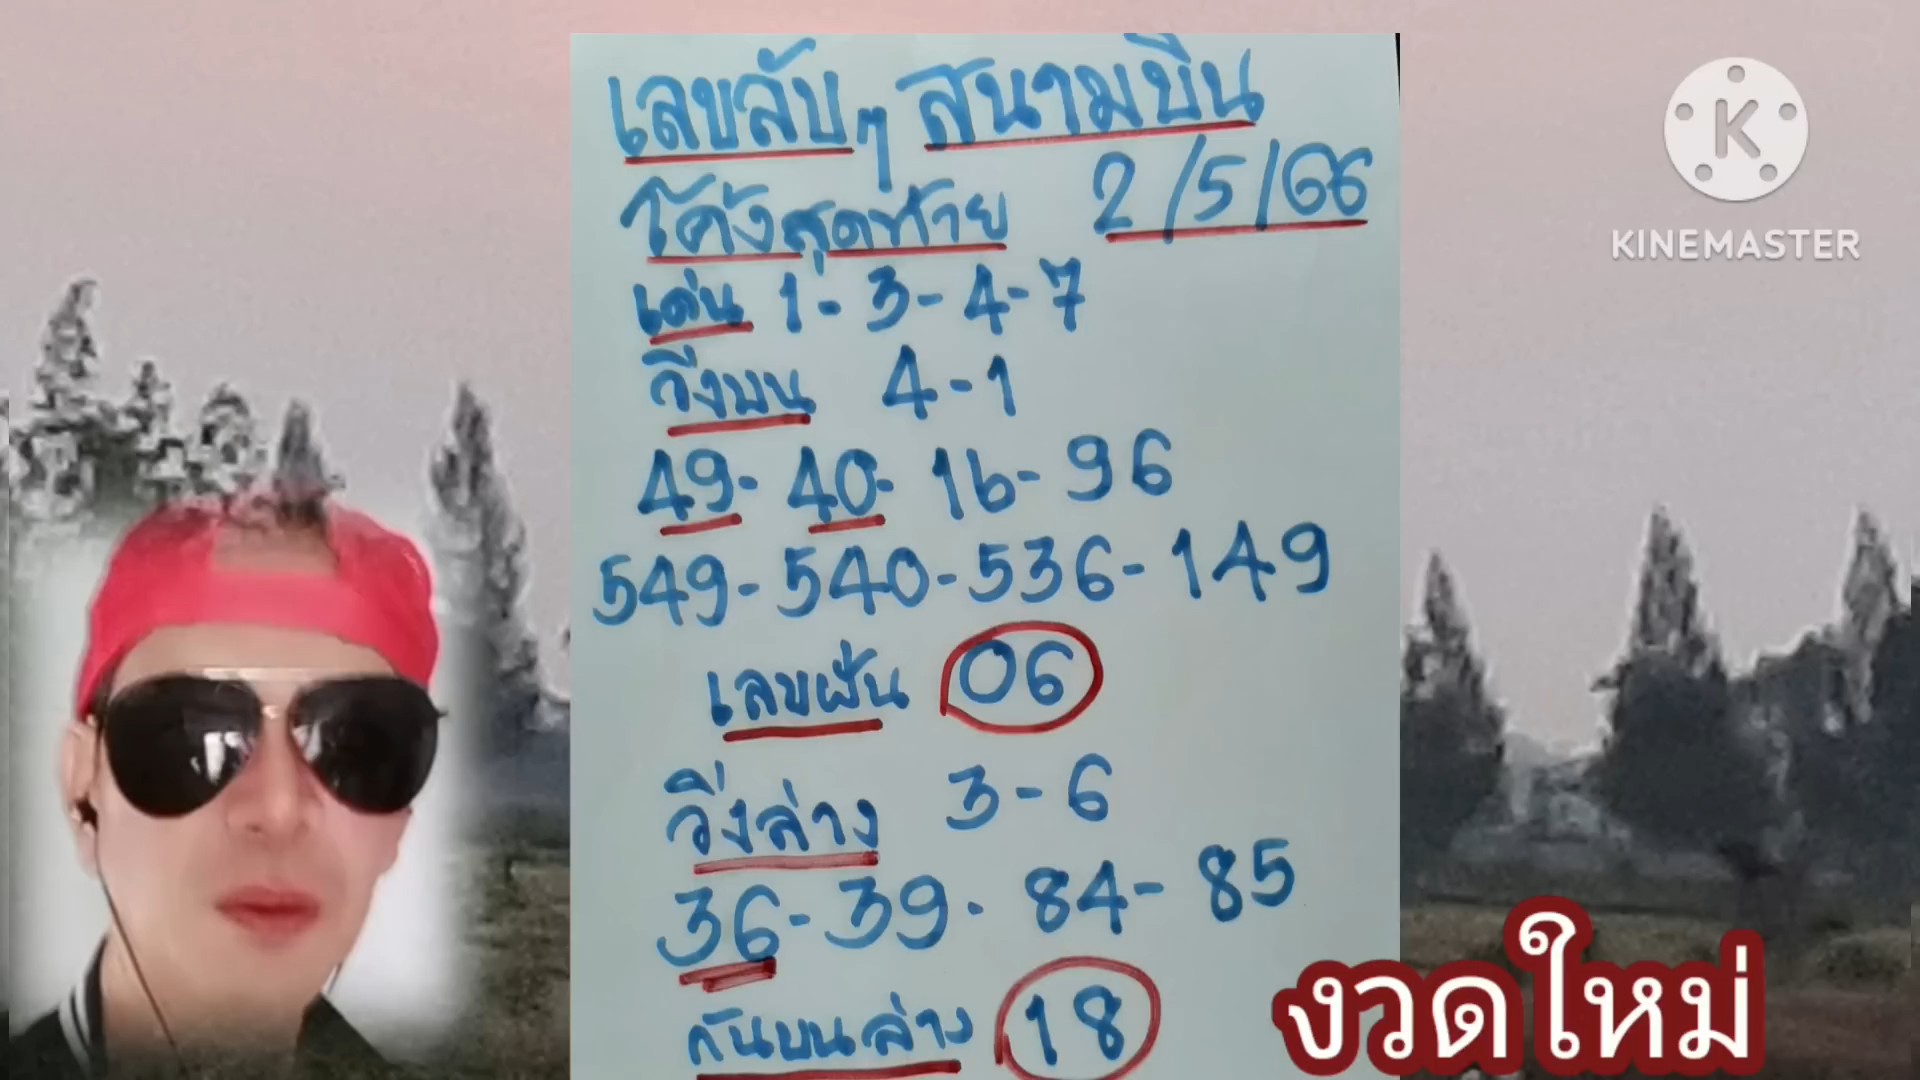 เลขลับๆ สนามบิน
โค้งสุดท้าย 2/5/66
เด่น 1-3-4-7
วิ่งบน 4-1
49-40-16-96
549-540-536-149
เลขฝัน 06
วิ่งล่าง 3-6
36-39-84-85
กันบนล่าง 18
งวดใหม่
K
KINEMASTER